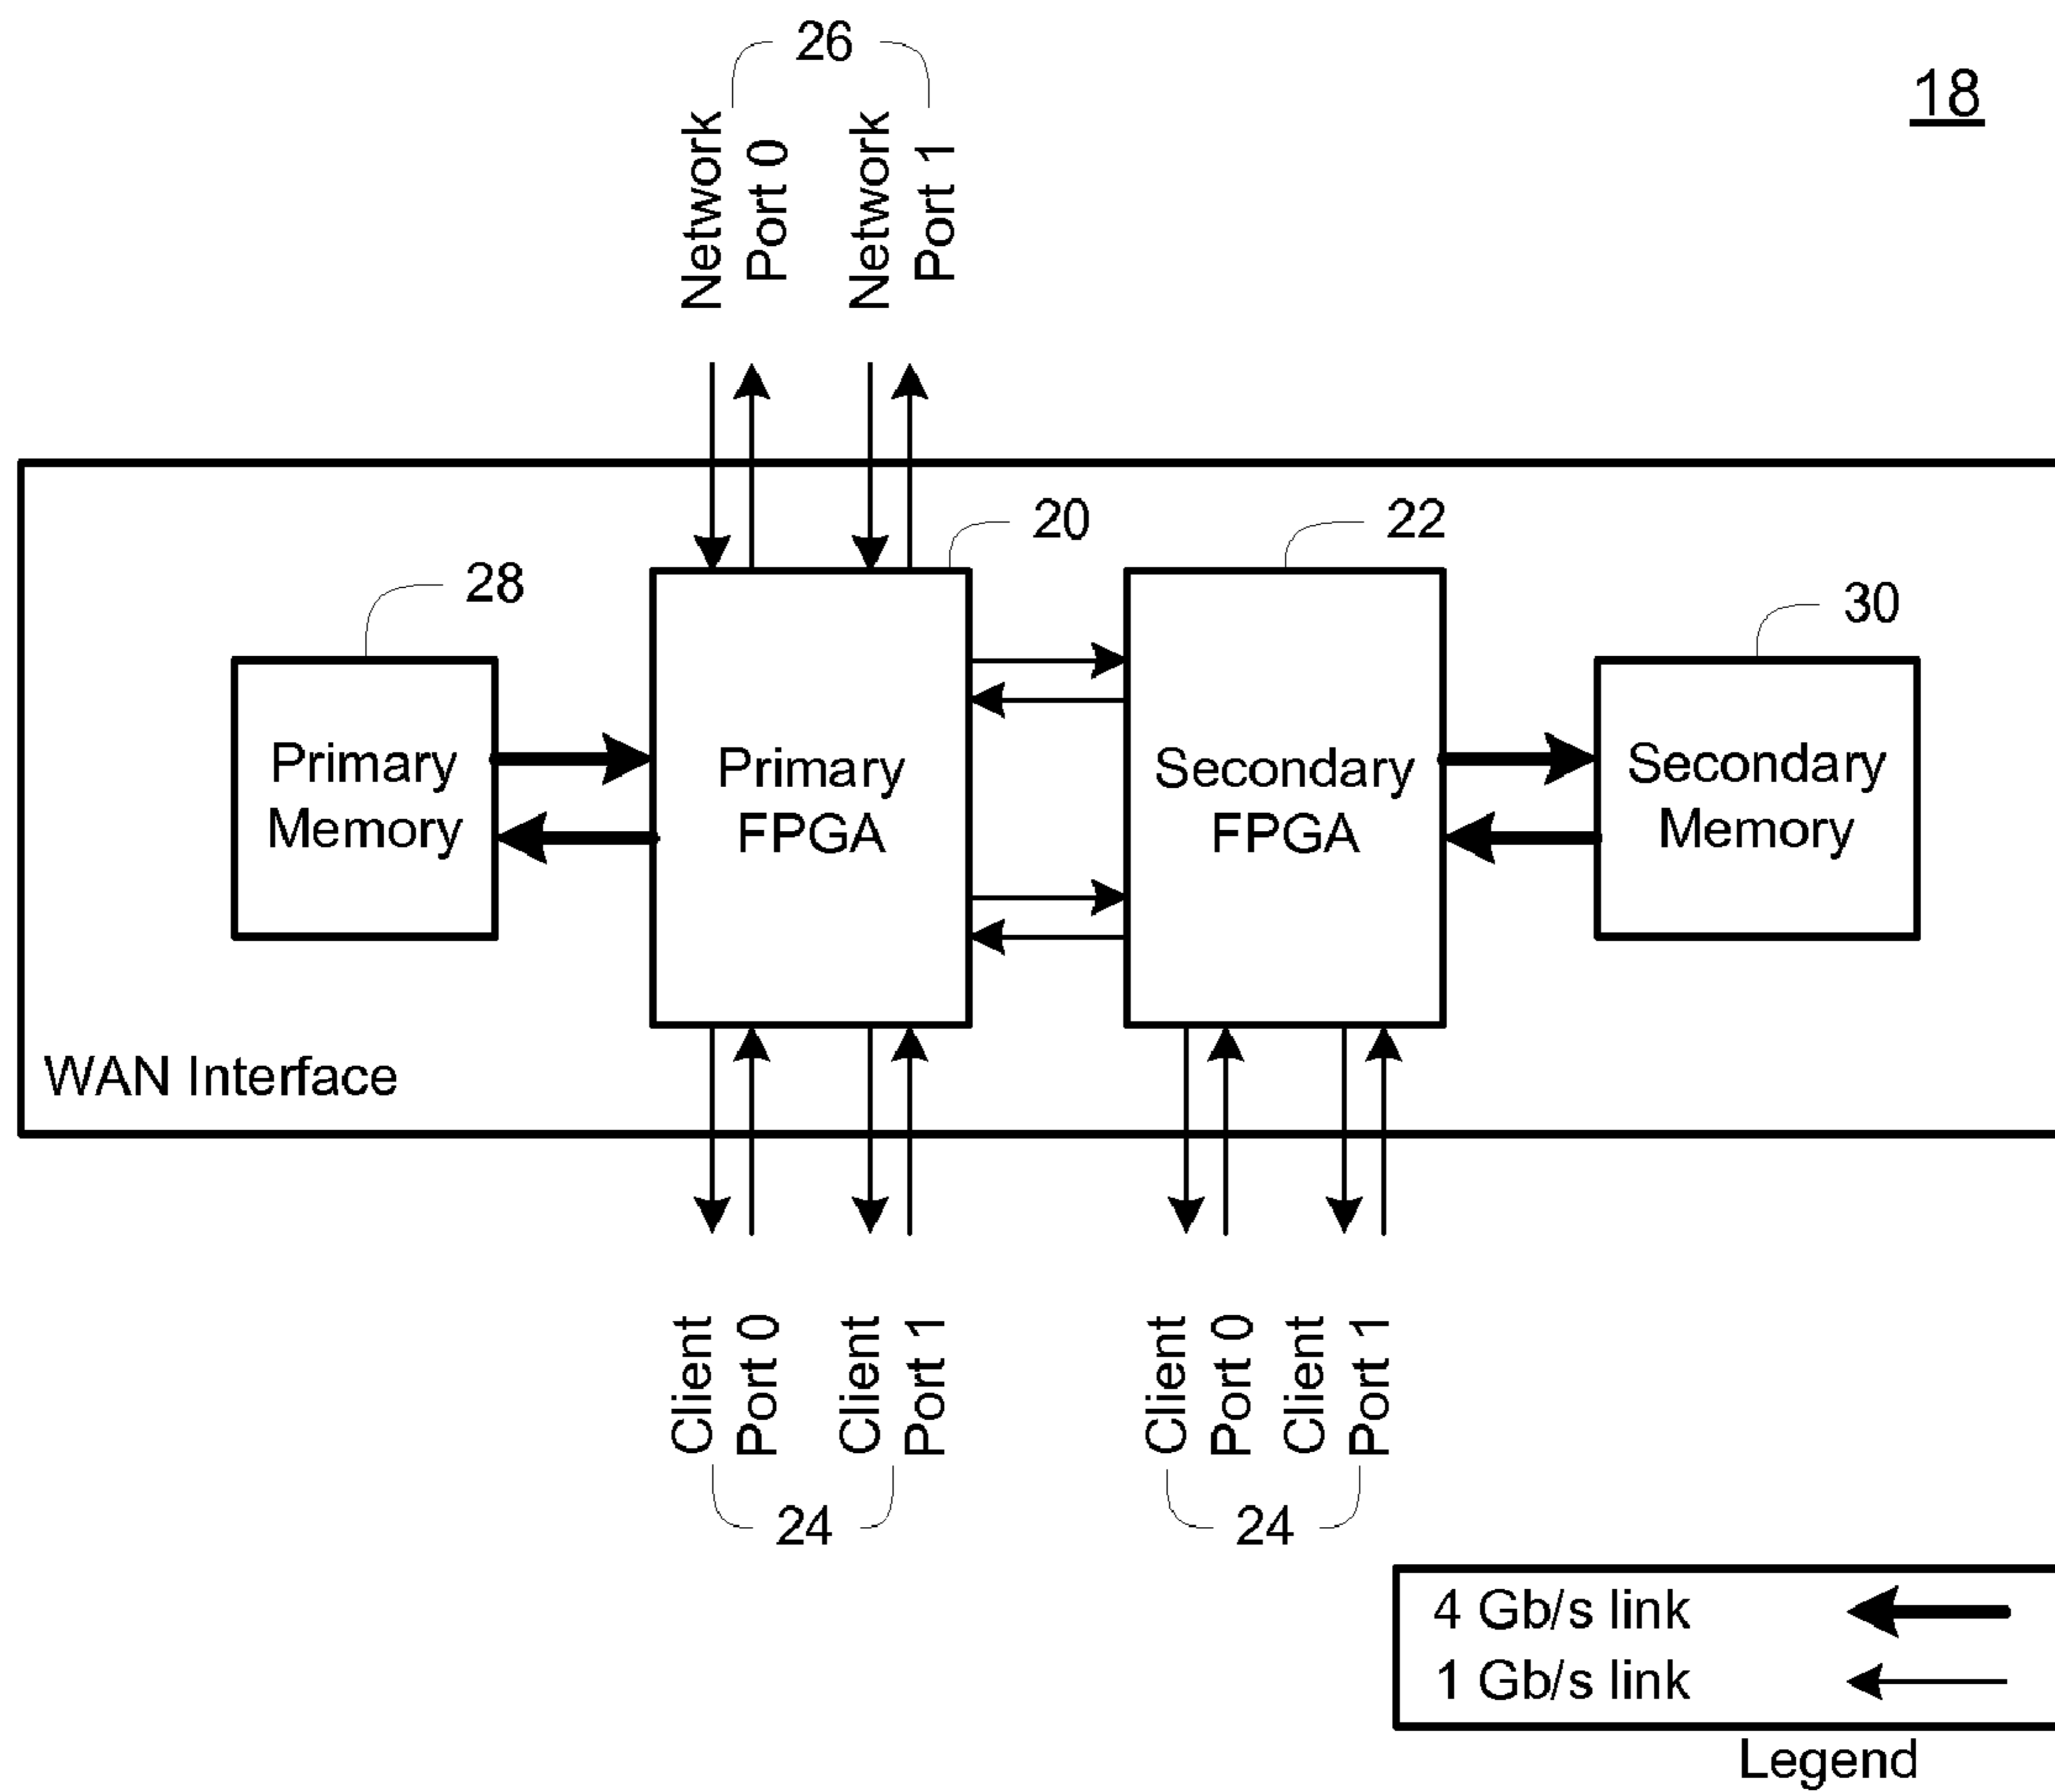 26
18
Network
Port 0
Network
Port 1
20
22
28
30
Primary
Memory
Primary
FPGA
Secondary
FPGA
Secondary
Memory
WAN Interface
Client
Port 0
Client
Port 1
Client
Port 0
Client
Port 1
24
24
4 Gb/s link
1 Gb/s link
Legend